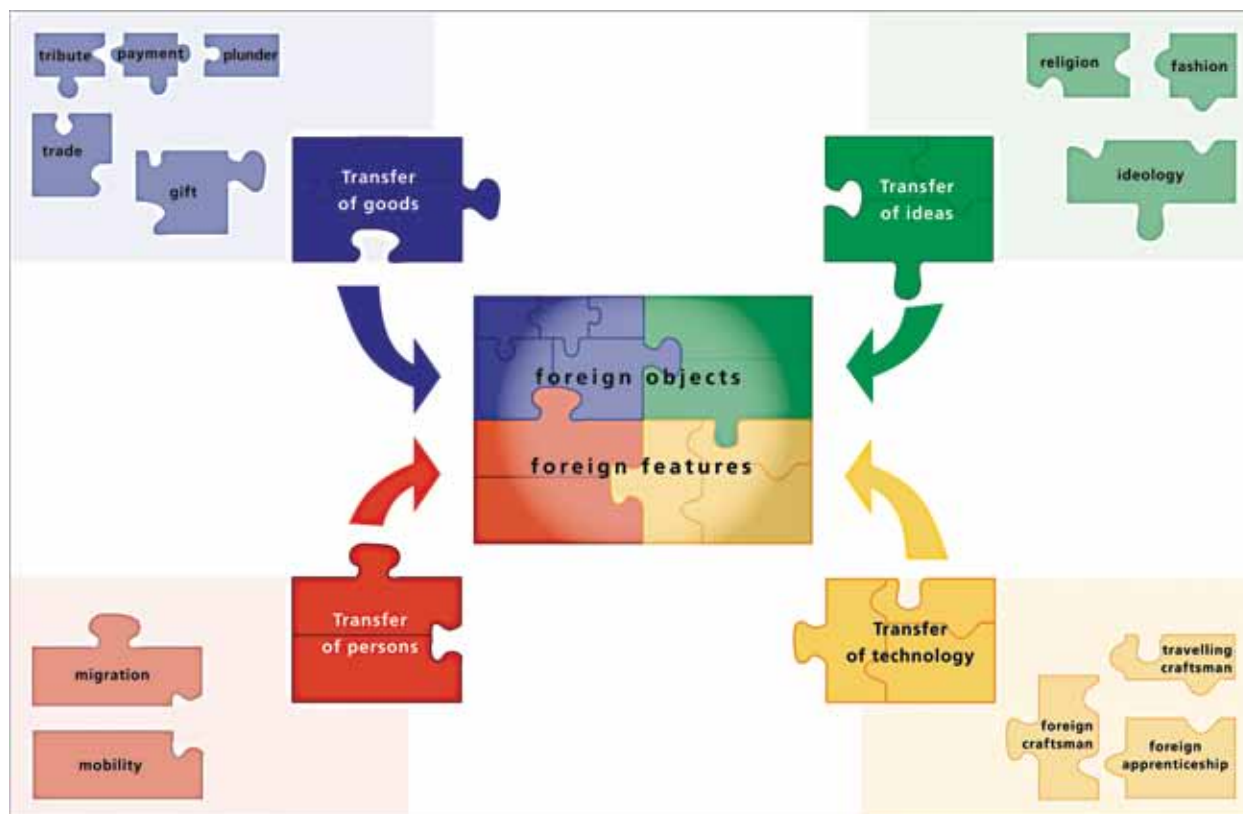 tribute
payment
plunder
trade
gift
Transfer
of goods
religion
fashion
ideology
Transfer
of ideas
foreign objects
foreign features
migration
mobility
Transfer
of persons
Transfer
of technology
travelling
craftsman
foreign
craftsman
foreign
apprenticeship